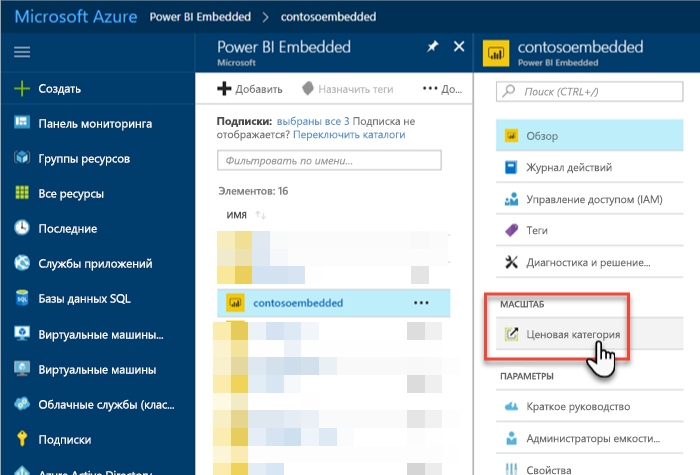 Microsoft Azure Power BI Embedded > contosoembedded
Создать
Панель мониторинга
Группы ресурсов
Все ресурсы
Последние
Службы приложений
Базы данных SQL
Виртуальные машины...
Виртуальные машины
Облачные службы (клас...
Подписки
Azure Active Directory
Power BI Embedded
Microsoft
Добавить Назначить теги ··· До...
Подписки: выбраны все 3 Подписка не
отображается? Переключить каталоги
Фильтровать по имени...
Элементов: 16
ИМЯ
contosoembedded ···
contosoembedded
Power BI Embedded
Поиск (CTRL+/)
Обзор
Журнал действий
Управление доступом (IAM)
Теги
Диагностика и решение...
МАСШТАБ
Ценовая категория
ПАРАМЕТРЫ
Краткое руководство
Администраторы емкости...
Свойства